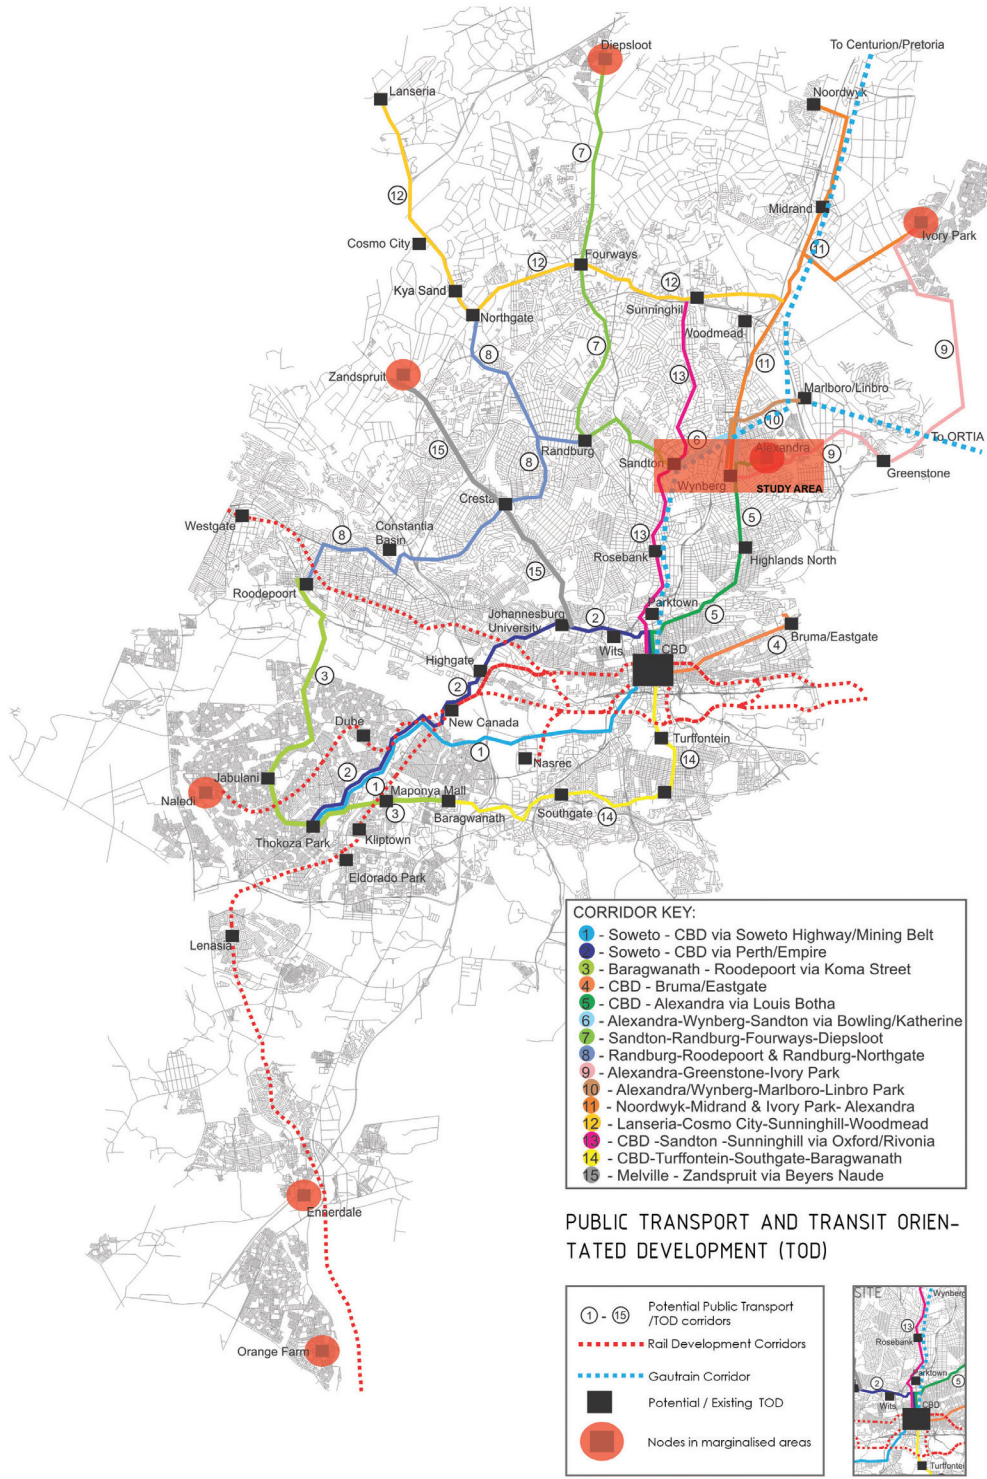 Diepsloot
To Centurion/Pretoria
Lanseria
Noordwyk
7
12
Midrand
Ivory Park
Cosmo City
11
Fourways
12
12
Kya Sand
Sunninghill
Northgate
Woodmead
7
9
8
11
Zandspruit
13
Marlboro/Linbro
10
15
Randburg
6
Alexandra
To ORTIA
8
Sandton
9
Wynberg
Greenstone
STUDY AREA
Cresta
Westgate
Constantia
Basin
8
5
13
Rosebank
Highlands North
15
Roodepoort
Johannesburg
University
2
Parktown
5
Wits
Bruma/Eastgate
CBD
4
Highgate
3
2
New Canada
Dube
1
Turffontein
2
Nasrec
14
Jabulani
1
Naledi
Maponya Mall
3
Baragwanath
Southgate
14
Thokoza Park
Kliptown
Eldorado Park
Lenasia
Ennerdale
Orange Farm
CORRIDOR KEY:
1 - Soweto - CBD via Soweto Highway/Mining Belt
2 - Soweto - CBD via Perth/Empire
3 - Baragwanath - Roodepoort via Koma Street
4 - CBD - Bruma/Eastgate
5 - CBD - Alexandra via Louis Botha
6 - Alexandra-Wynberg-Sandton via Bowling/Katherine
7 - Sandton-Randburg-Fourways-Diepsloot
8 - Randburg-Roodepoort & Randburg-Northgate
9 - Alexandra-Greenstone-Ivory Park
10 - Alexandra/Wynberg-Marlboro-Linbro Park
11 - Noordwyk-Midrand & Ivory Park- Alexandra
12 - Lanseria-Cosmo City-Sunninghill-Woodmead
13 - CBD -Sandton -Sunninghill via Oxford/Rivonia
14 - CBD-Turffontein-Southgate-Baragwanath
15 - Melville - Zandspruit via Beyers Naude
PUBLIC TRANSPORT AND TRANSIT ORIEN-
TATED DEVELOPMENT (TOD)
1 - 15 Potential Public Transport
/TOD corridors
Rail Development Corridors
Gautrain Corridor
Potential / Existing TOD
Nodes in marginalised areas
SITE
Wynberg
13
Rosebank
Parktown
2
5
Wits
CBD
Turffontein